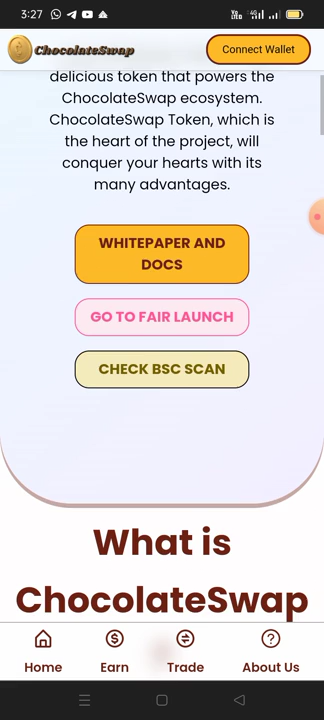 3:27
ChocolateSwap
Connect Wallet
delicious token that powers the
ChocolateSwap ecosystem.
ChocolateSwap Token, which is
the heart of the project, will
conquer your hearts with its
many advantages.
WHITEPAPER AND
DOCS
GO TO FAIR LAUNCH
CHECK BSC SCAN
What is
ChocolateSwap
Home
Earn
Trade
About Us